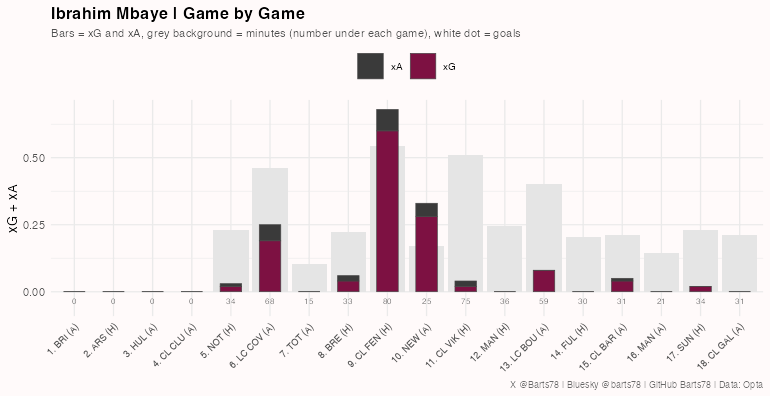 Ibrahim Mbaye | Game by Game
Bars = xG and xA, grey background = minutes (number under each game), white dot = goals
xA xG
xG + xA
0.50
0.25
0.00
0 0 0 0 34 68 15 33 80 25 75 36 59 30 31 21 34 31
1. BRI (A)
2. ARS (H)
3. HUL (A)
4. CL CLU (A)
5. NOT (H)
6. LC COV (A)
7. TOT (A)
8. BRE (H)
9. CL FEN (H)
10. NEW (A)
11. CL VIK (H)
12. MAN (H)
13. LC BOU (A)
14. FUL (H)
15. CL BAR (A)
16. MAN (A)
17. SUN (H)
18. CL GAL (A)
X @Barts78 | Bluesky @barts78 | GitHub Barts78 | Data: Opta